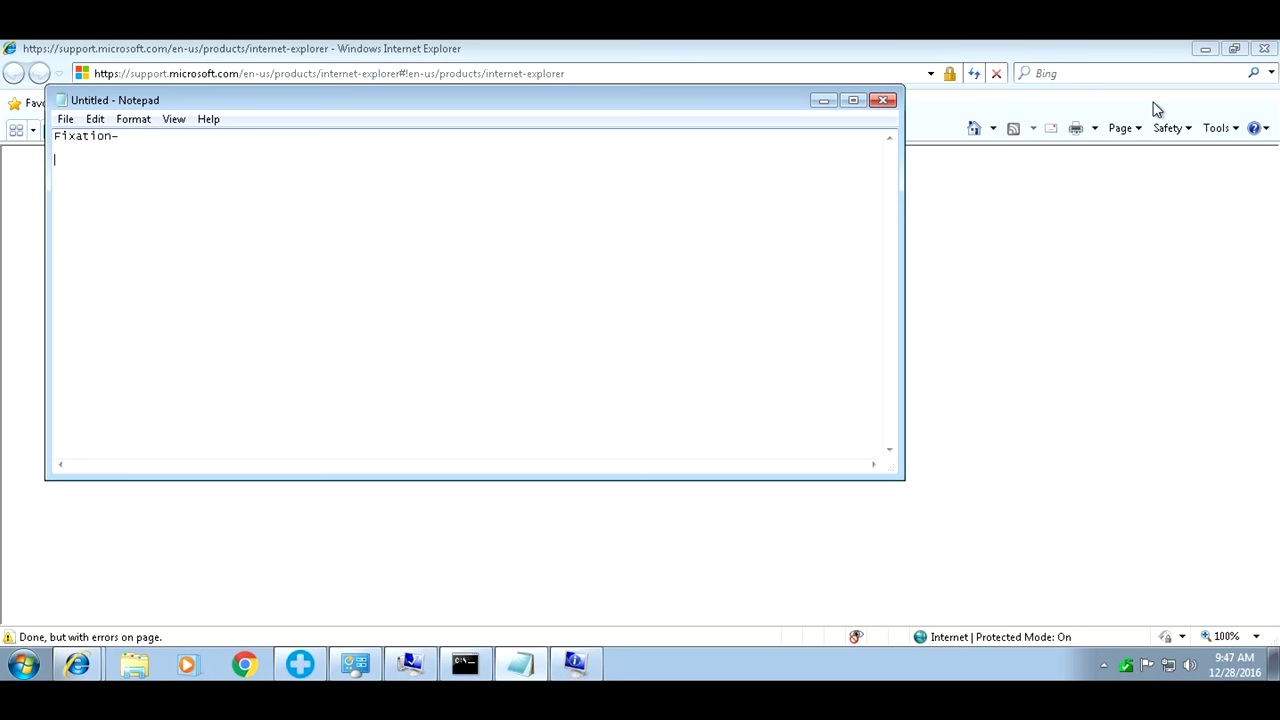 https://support.microsoft.com/en-us/products/internet-explorer - Windows Internet Explorer
https://support.microsoft.com/en-us/products/internet-explorer#!en-us/products/internet-explorer
Bing
Favo
Untitled - Notepad
Page Safety Tools
File Edit Format View Help
Fixation-
Done, but with errors on page.
Internet | Protected Mode: On
100%
C:\_
9:47 AM
12/28/2016